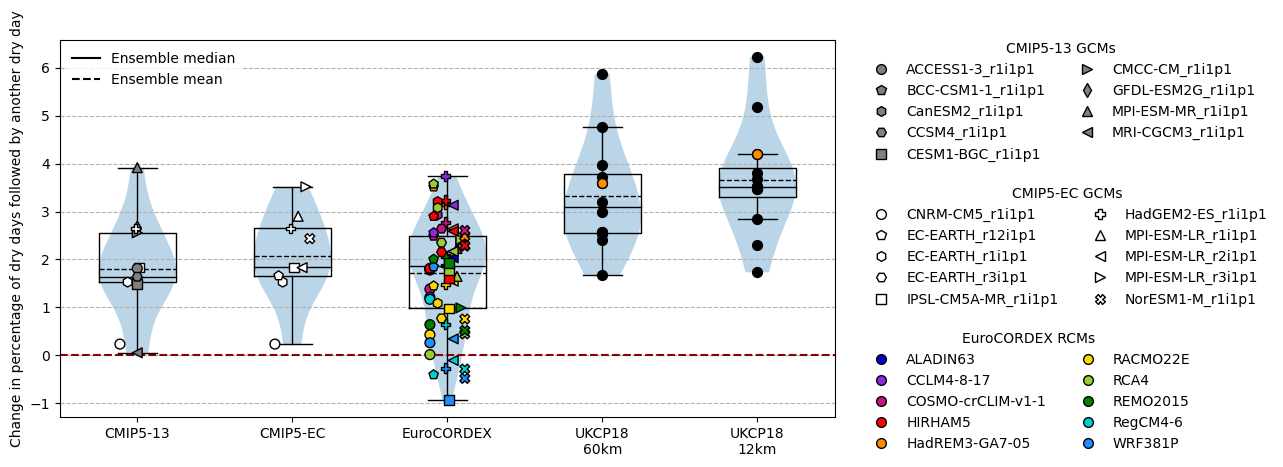 Change in percentage of dry days followed by another dry day
Ensemble median
Ensemble mean
6
5
4
3
2
1
0
−1
CMIP5-13
CMIP5-EC
EuroCORDEX
UKCP18
60km
UKCP18
12km
CMIP5-13 GCMs
ACCESS1-3_r1i1p1
BCC-CSM1-1_r1i1p1
CanESM2_r1i1p1
CCSM4_r1i1p1
CESM1-BGC_r1i1p1
CMCC-CM_r1i1p1
GFDL-ESM2G_r1i1p1
MPI-ESM-MR_r1i1p1
MRI-CGCM3_r1i1p1
CMIP5-EC GCMs
CNRM-CM5_r1i1p1
EC-EARTH_r12i1p1
EC-EARTH_r1i1p1
EC-EARTH_r3i1p1
IPSL-CM5A-MR_r1i1p1
HadGEM2-ES_r1i1p1
MPI-ESM-LR_r1i1p1
MPI-ESM-LR_r2i1p1
MPI-ESM-LR_r3i1p1
NorESM1-M_r1i1p1
EuroCORDEX RCMs
ALADIN63
CCLM4-8-17
COSMO-crCLIM-v1-1
HIRHAM5
HadREM3-GA7-05
RACMO22E
RCA4
REMO2015
RegCM4-6
WRF381P